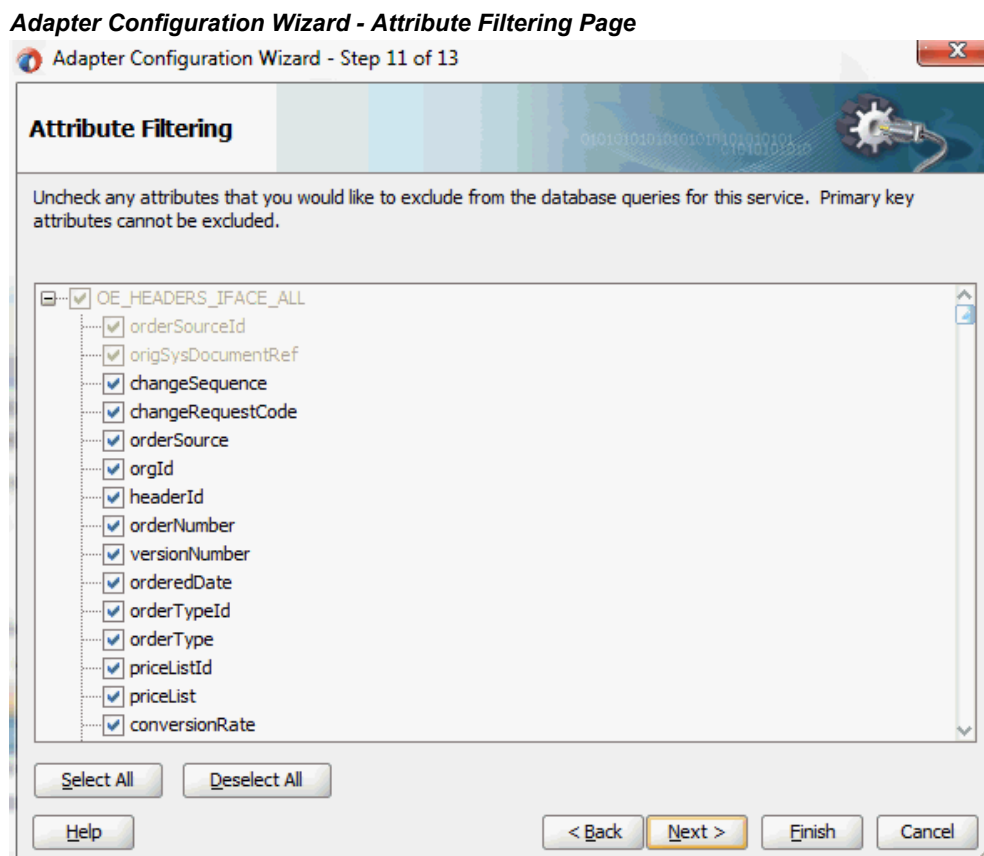 Adapter Configuration Wizard - Attribute Filtering Page
Adapter Configuration Wizard - Step 11 of 13
Attribute Filtering
Uncheck any attributes that you would like to exclude from the database queries for this service. Primary key
attributes cannot be excluded.
OE_HEADERS_IFACE_ALL
orderSourceId
origSysDocumentRef
changeSequence
changeRequestCode
orderSource
orgId
headerId
orderNumber
versionNumber
orderedDate
orderTypeId
orderType
priceListId
priceList
conversionRate
Select All Deselect All
Help < Back Next > Finish Cancel